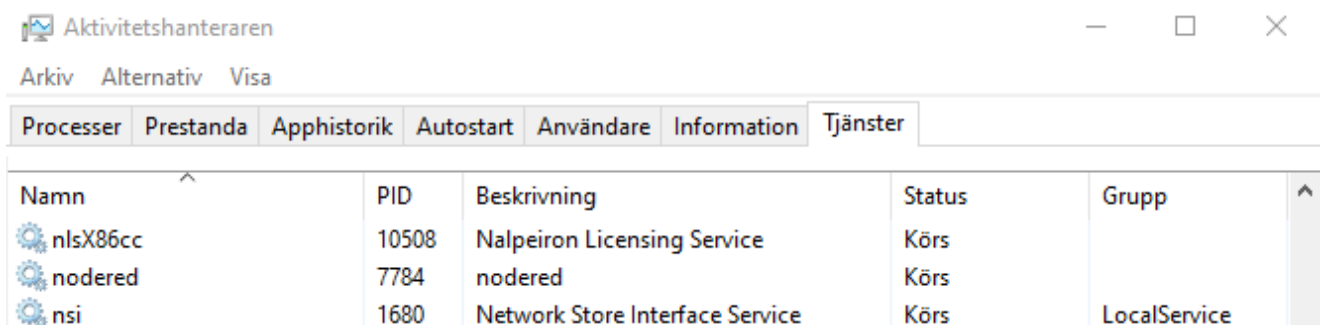 Aktivitetshanteraren
Arkiv Alternativ Visa
Processer Prestanda Apphistorik Autostart Användare Information Tjänster
Namn PID Beskrivning Status Grupp
nlsX86cc 10508 Nalpeiron Licensing Service Körs
nodered 7784 nodered Körs
nsi 1680 Network Store Interface Service Körs LocalService